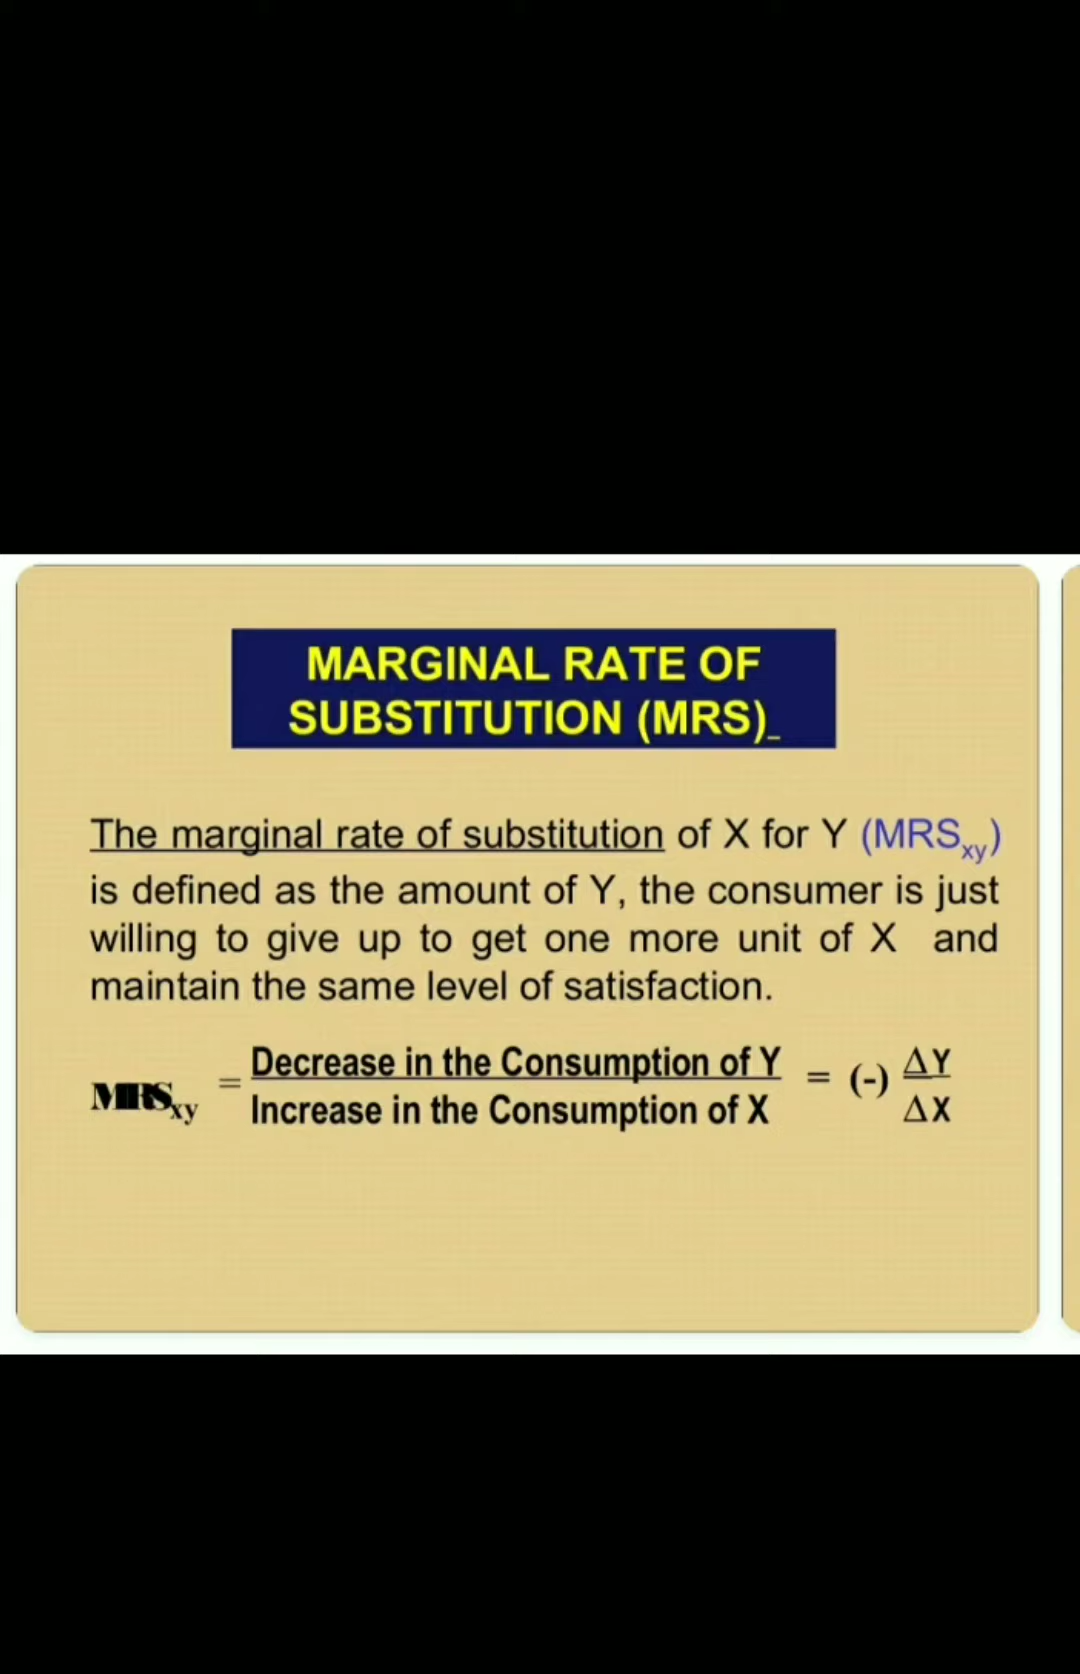 MARGINAL RATE OF
SUBSTITUTION (MRS)_
The marginal rate of substitution of X for Y (MRSxy)
is defined as the amount of Y, the consumer is just
willing to give up to get one more unit of X and
maintain the same level of satisfaction.
MRSxy = Decrease in the Consumption of Y / Increase in the Consumption of X = (-) ΔY / ΔX